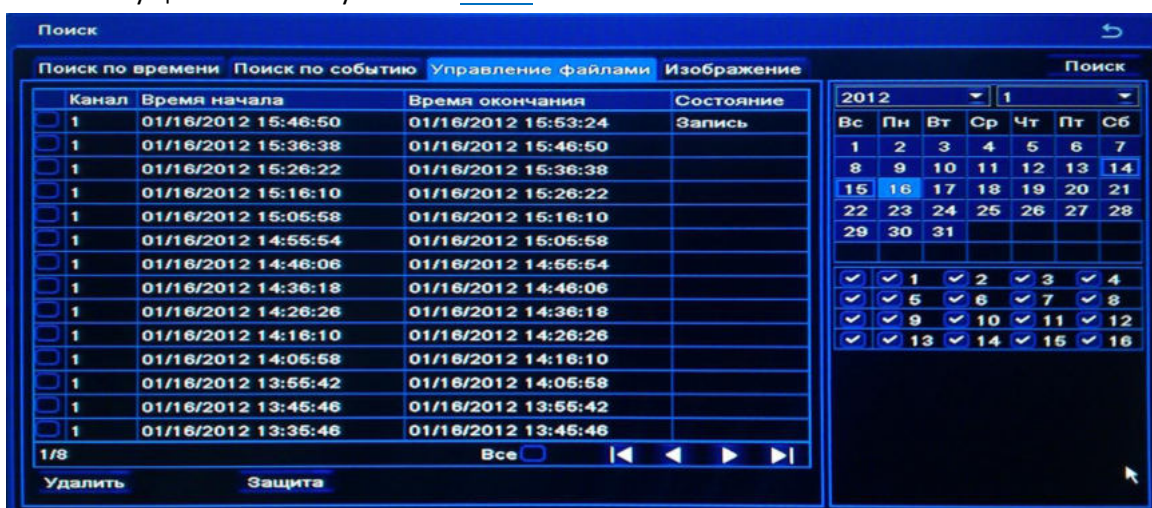 Поиск
Поиск по времени Поиск по событию Управление файлами Изображение Поиск
Канал Время начала Время окончания Состояние
1 01/16/2012 15:46:50 01/16/2012 15:53:24 Запись
1 01/16/2012 15:36:38 01/16/2012 15:46:50
1 01/16/2012 15:26:22 01/16/2012 15:36:38
1 01/16/2012 15:16:10 01/16/2012 15:26:22
1 01/16/2012 15:05:58 01/16/2012 15:16:10
1 01/16/2012 14:55:54 01/16/2012 15:05:58
1 01/16/2012 14:46:06 01/16/2012 14:55:54
1 01/16/2012 14:36:18 01/16/2012 14:46:06
1 01/16/2012 14:26:26 01/16/2012 14:36:18
1 01/16/2012 14:16:10 01/16/2012 14:26:26
1 01/16/2012 14:05:58 01/16/2012 14:16:10
1 01/16/2012 13:55:42 01/16/2012 14:05:58
1 01/16/2012 13:45:46 01/16/2012 13:55:42
1 01/16/2012 13:35:46 01/16/2012 13:45:46
1/8 Все
Удалить Защита
2012 1
Вс Пн Вт Ср Чт Пт Сб
1 2 3 4 5 6 7
8 9 10 11 12 13 14
15 16 17 18 19 20 21
22 23 24 25 26 27 28
29 30 31
1 2 3 4
5 6 7 8
9 10 11 12
13 14 15 16